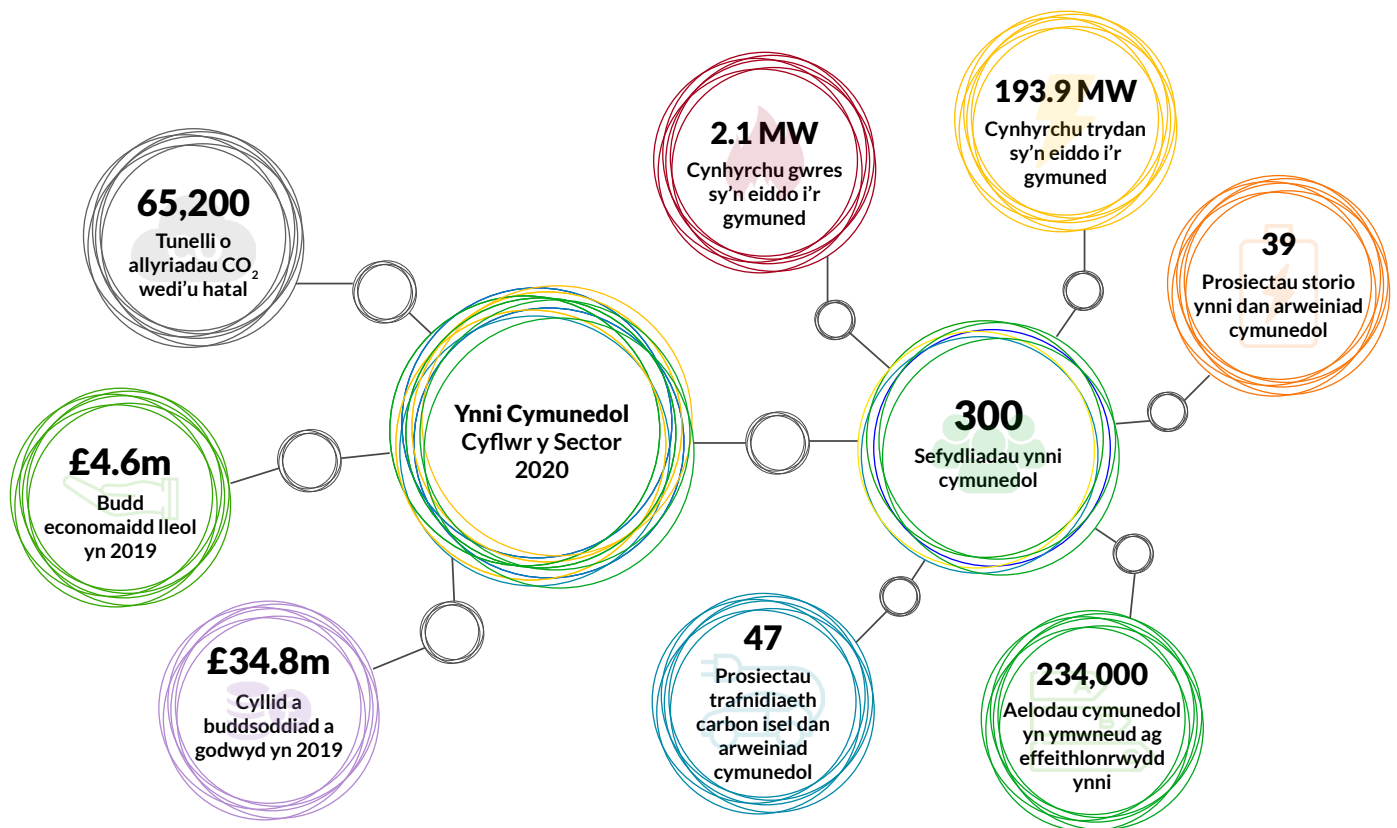 65,200
Tunelli o
allyriadau CO₂
wedi'u hatal
£4.6m
Budd
economaidd lleol
yn 2019
£34.8m
Cyllid a
buddsoddiad a
godwyd yn 2019
Ynni Cymunedol
Cyflwr y Sector
2020
2.1 MW
Cynhyrchu gwres
sy'n eiddo i'r
gymuned
193.9 MW
Cynhyrchu trydan
sy'n eiddo i'r
gymuned
39
Prosiectau storio
ynni dan arweiniad
cymunedol
300
Sefydliadau ynni
cymunedol
47
Prosiectau
trafnidiaeth
carbon isel dan
arweiniad
cymunedol
234,000
Aelodau cymunedol
yn ymwneud ag
effeithlonrwydd
ynni